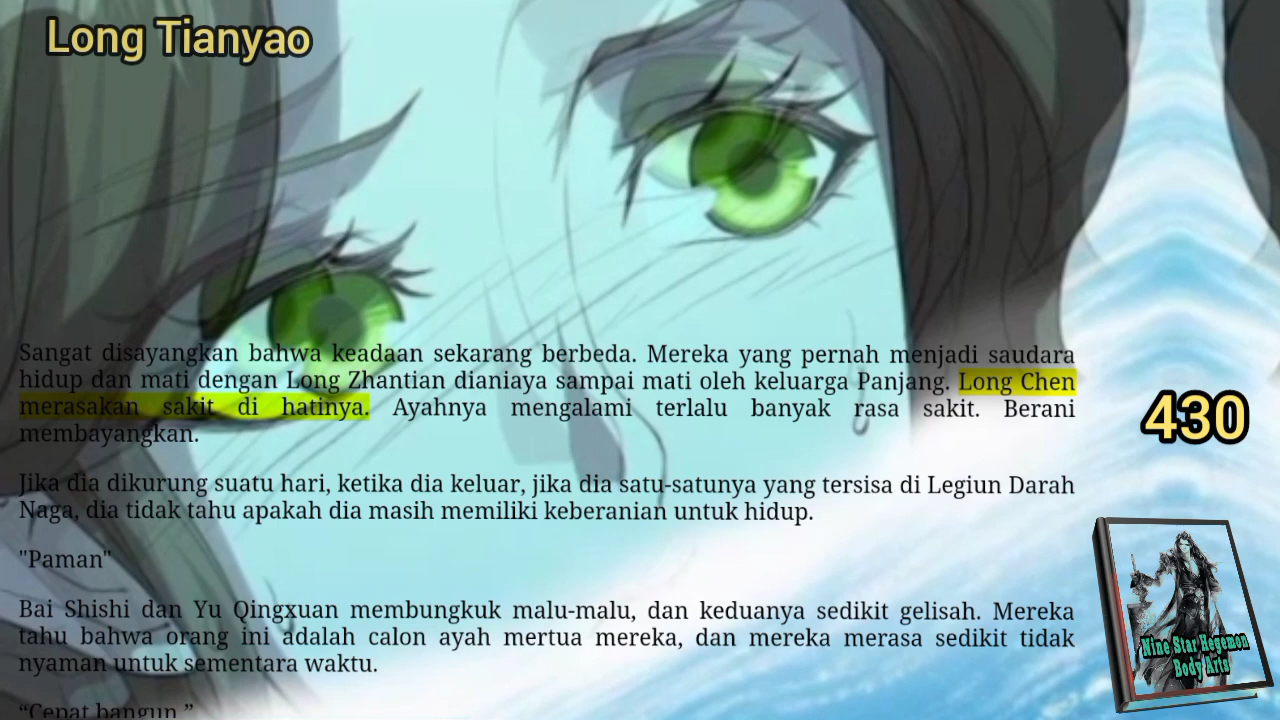 Long Tianyao
Sangat disayangkan bahwa keadaan sekarang berbeda. Mereka yang pernah menjadi saudara
hidup dan mati dengan Long Zhantian dianiaya sampai mati oleh keluarga Panjang. Long Chen
merasakan sakit di hatinya. Ayahnya mengalami terlalu banyak rasa sakit. Berani
membayangkan.
Jika dia dikurung suatu hari, ketika dia keluar, jika dia satu-satunya yang tersisa di Legiun Darah
Naga, dia tidak tahu apakah dia masih memiliki keberanian untuk hidup.
"Paman"
Bai Shishi dan Yu Qingxuan membungkuk malu-malu, dan keduanya sedikit gelisah. Mereka
tahu bahwa orang ini adalah calon ayah mertua mereka, dan mereka merasa sedikit tidak
nyaman untuk sementara waktu.
“Cepat bangun.”
430
Nine Star Hegemon
Body Arts